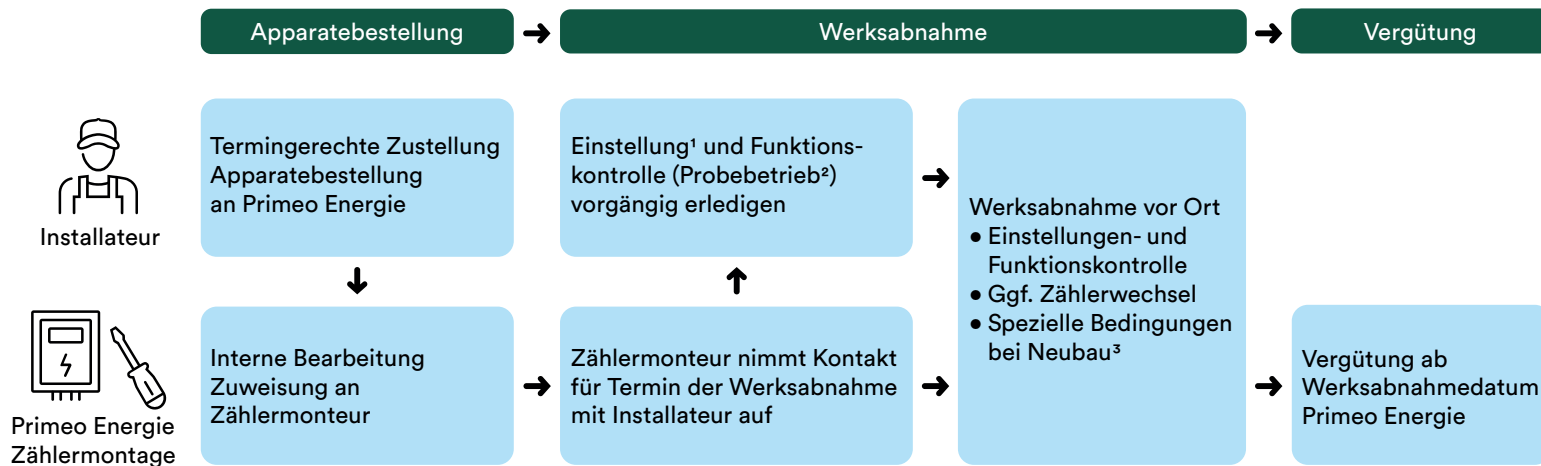 Apparatebestellung
Werksabnahme
Vergütung
Installateur
Termingerechte Zustellung
Apparatebestellung
an Primeo Energie
Einstellung¹ und Funktions-
kontrolle (Probebetrieb²)
vorgängig erledigen
Werksabnahme vor Ort
● Einstellungen- und
Funktionskontrolle
● Ggf. Zählerwechsel
● Spezielle Bedingungen
bei Neubau³
Primeo Energie
Zählermontage
Interne Bearbeitung
Zuweisung an
Zählermonteur
Zählermonteur nimmt Kontakt
für Termin der Werksabnahme
mit Installateur auf
Vergütung ab
Werksabnahmedatum
Primeo Energie